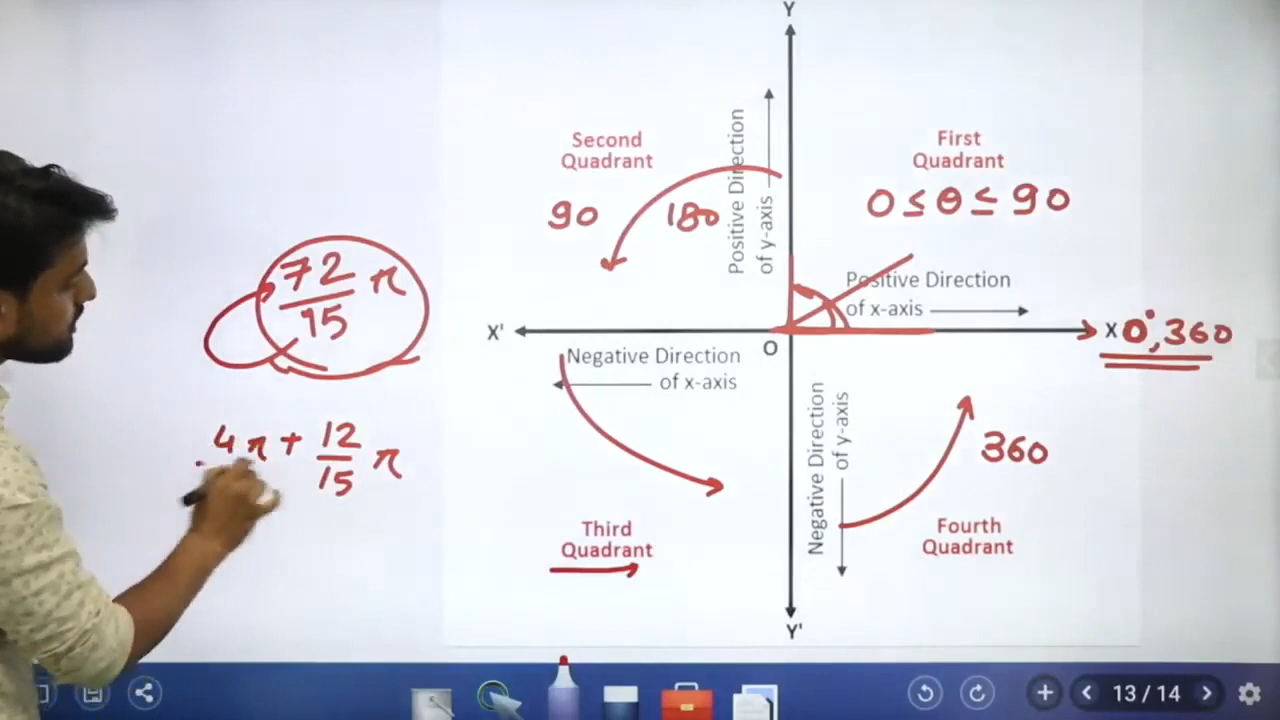 Y
Second
Quadrant
First
Quadrant
90
180
0 ≤ θ ≤ 90
Positive Direction
of y-axis
72/15 π
Positive Direction
of x-axis
X'
O
X
0°, 360
Negative Direction
of x-axis
4π + 12/15 π
Negative Direction
of y-axis
360
Third
Quadrant
Fourth
Quadrant
Y'
13 / 14